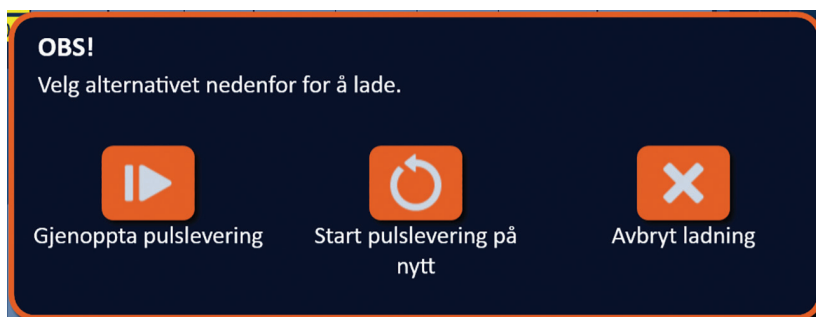 OBS!
Velg alternativet nedenfor for å lade.
Gjenoppta pulslevering
Start pulslevering på
nytt
Avbryt ladning